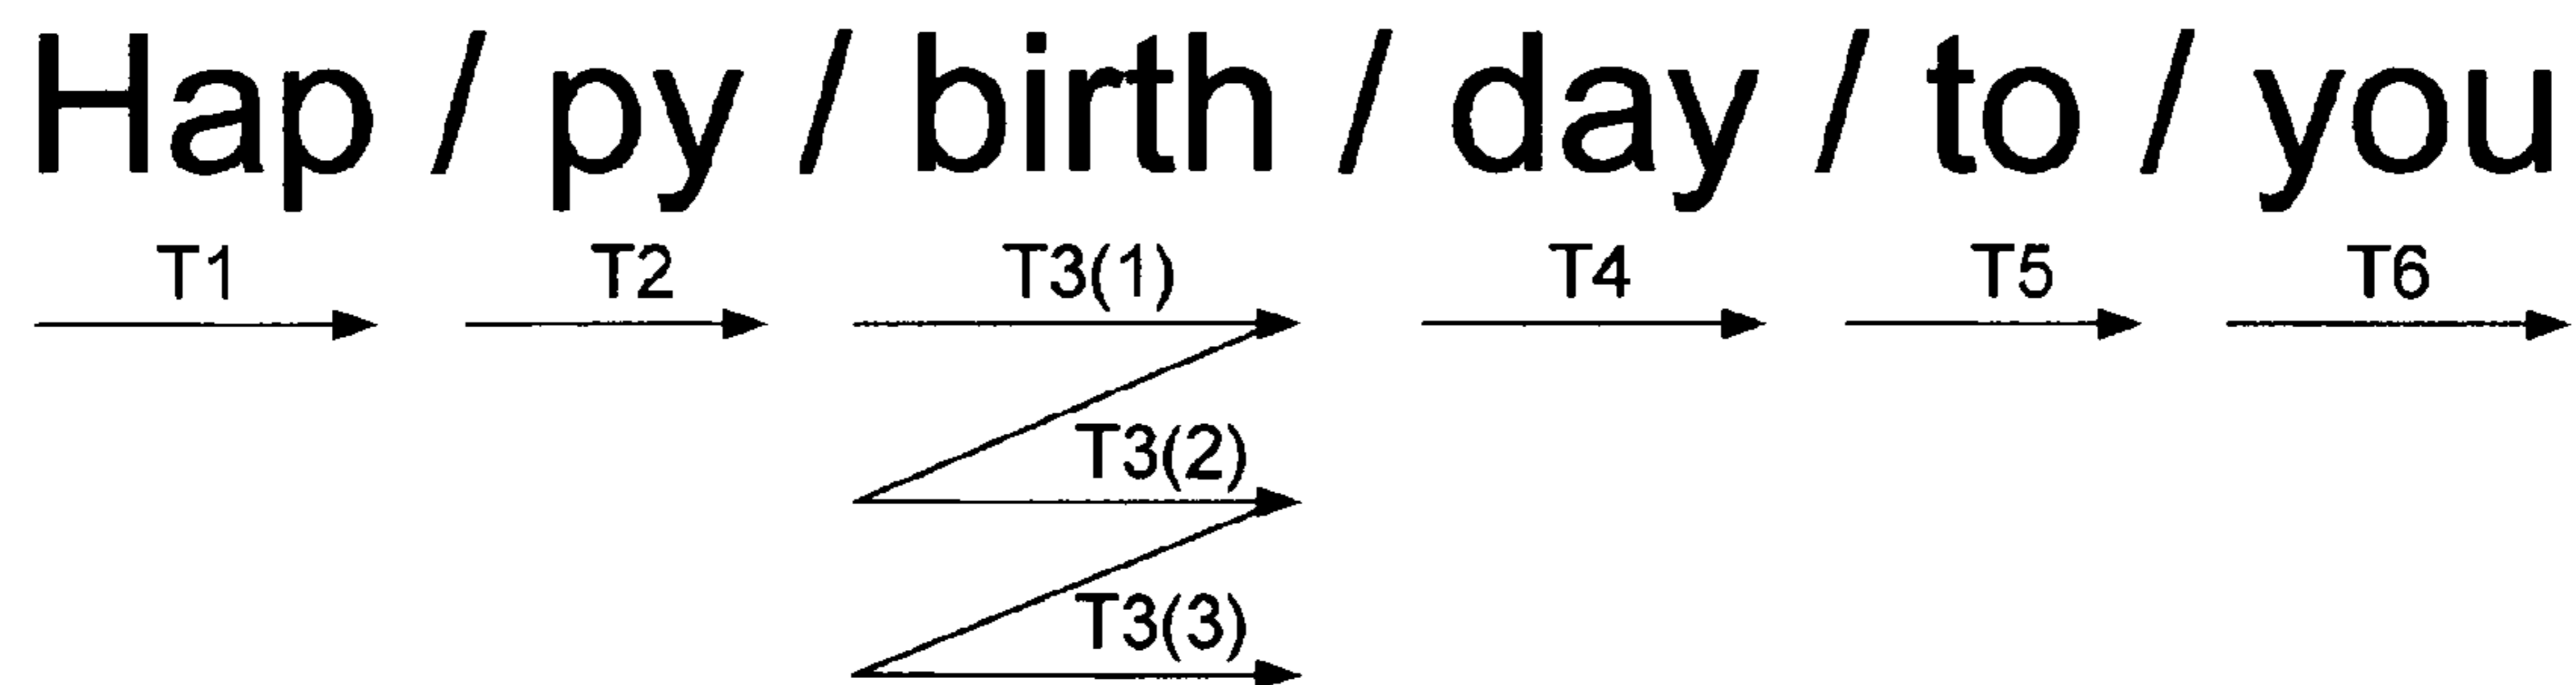 Hap / py / birth / day / to / you
T1 T2 T3(1) T4 T5 T6
T3(2)
T3(3)